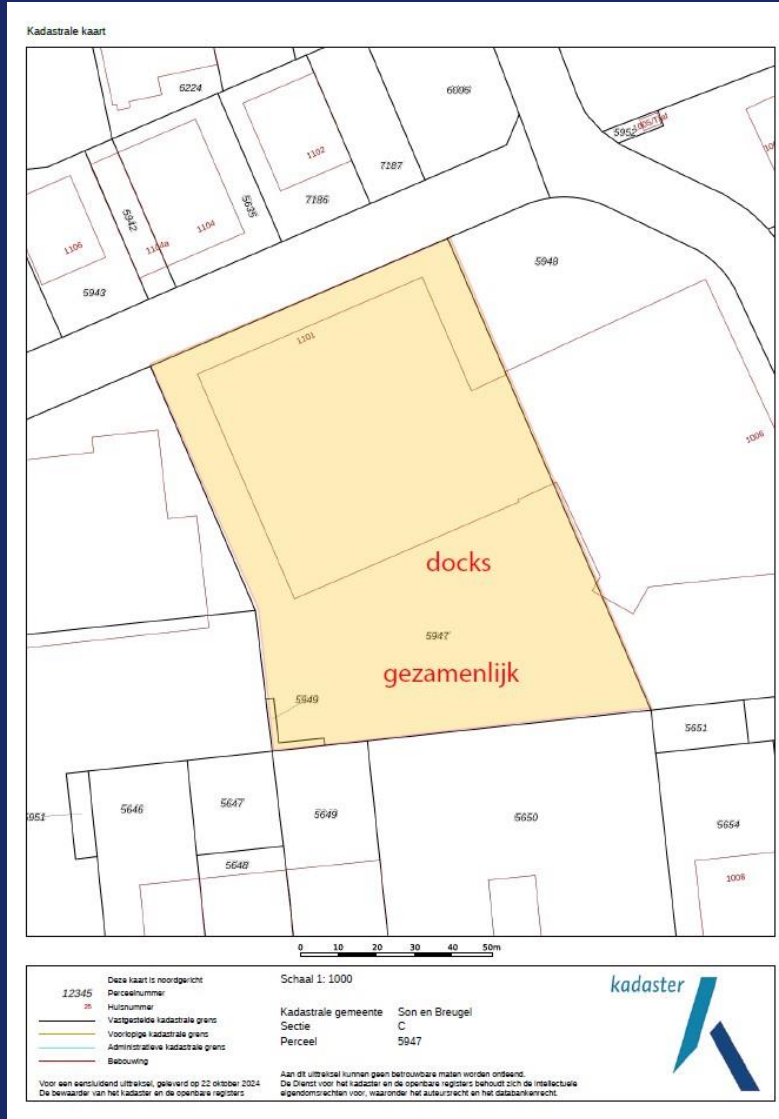 Kadastrale kaart
6224
6006
1102
5952
1005/Traf
7187
5942
5635
7186
1106
1104a
1104
5943
5948
1101
1006
docks
5947
gezamenlijk
5949
5651
5951
5646
5647
5649
5650
5654
5648
1008
0 10 20 30 40 50m
Deze kaart is noordgericht
12345 Perceelnummer
25 Huisnummer
Vastgestelde kadastrale grens
Voorlopige kadastrale grens
Administratieve kadastrale grens
Bebouwing
Voor een eensluidend uittreksel, geleverd op 22 oktober 2024
De bewaarder van het kadaster en de openbare registers
Schaal 1: 1000
Kadastrale gemeente Son en Breugel
Sectie C
Perceel 5947
Aan dit uittreksel kunnen geen betrouwbare maten worden ontleend.
De Dienst voor het kadaster en de openbare registers behoudt zich de intellectuele
eigendomsrechten voor, waaronder het auteursrecht en het databankenrecht.
kadaster